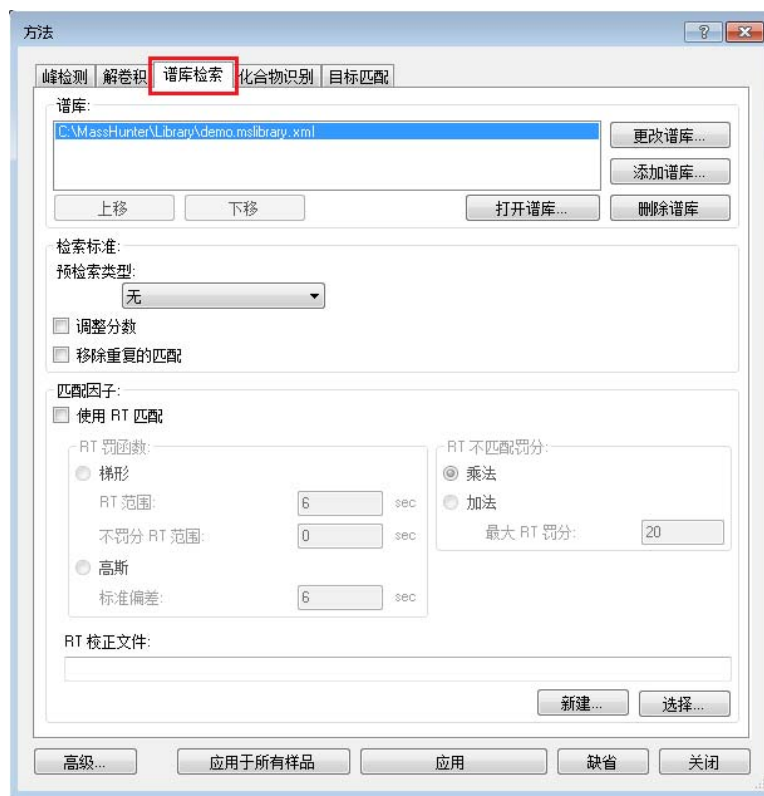 方法
峰检测 解卷积 谱库检索 化合物识别 目标匹配
谱库:
C:\MassHunter\Library\demo.mslibrary.xml
更改谱库...
添加谱库...
上移 下移 打开谱库... 删除谱库
检索标准:
预检索类型:
无
调整分数
移除重复的匹配
匹配因子:
使用 RT 匹配
RT 罚函数:
梯形
RT 范围: 6 sec
不罚分 RT 范围: 0 sec
高斯
标准偏差: 6 sec
RT 不匹配罚分:
乘法
加法
最大 RT 罚分: 20
RT 校正文件:
新建... 选择...
高级... 应用于所有样品 应用 缺省 关闭